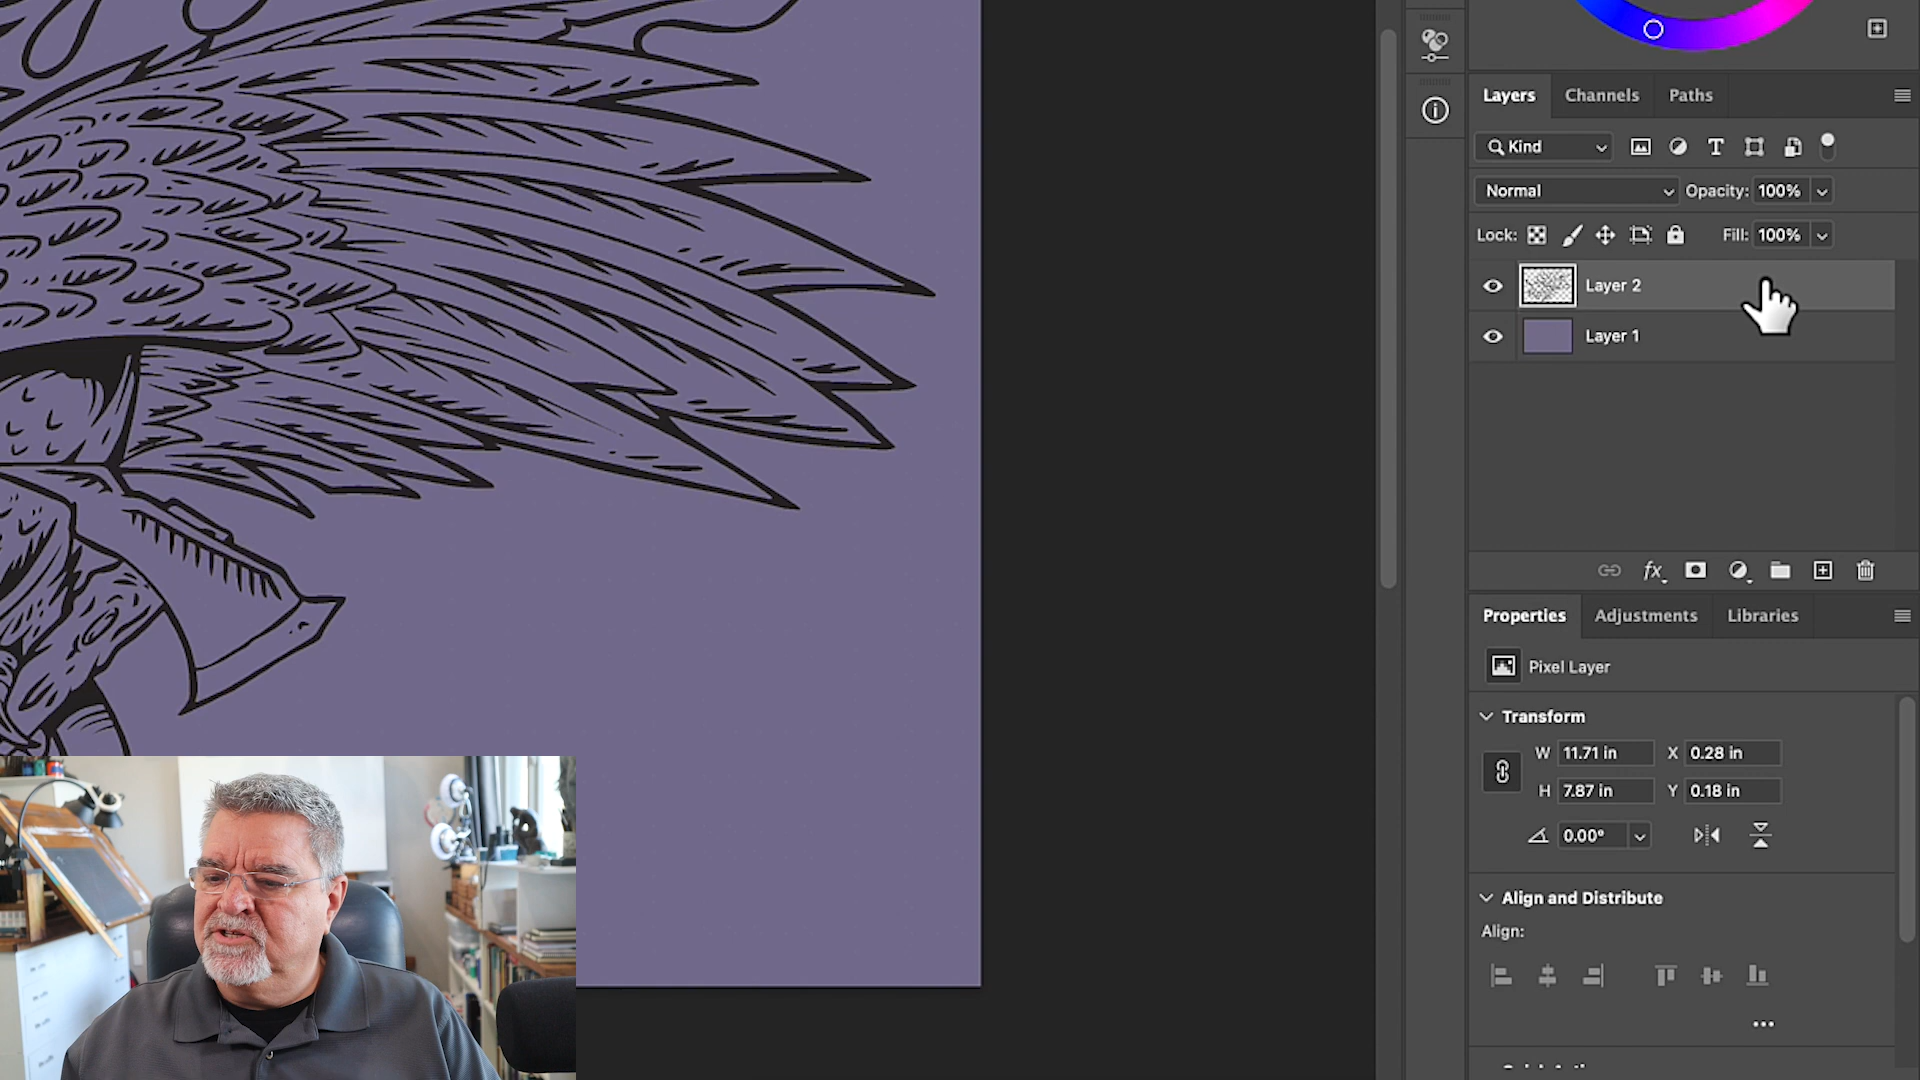 Layers Channels Paths
Kind
Normal Opacity: 100%
Lock: Fill: 100%
Layer 2
Layer 1
fx
Properties Adjustments Libraries
Pixel Layer
Transform
W 11.71 in X 0.28 in
H 7.87 in Y 0.18 in
0.00°
Align and Distribute
Align: